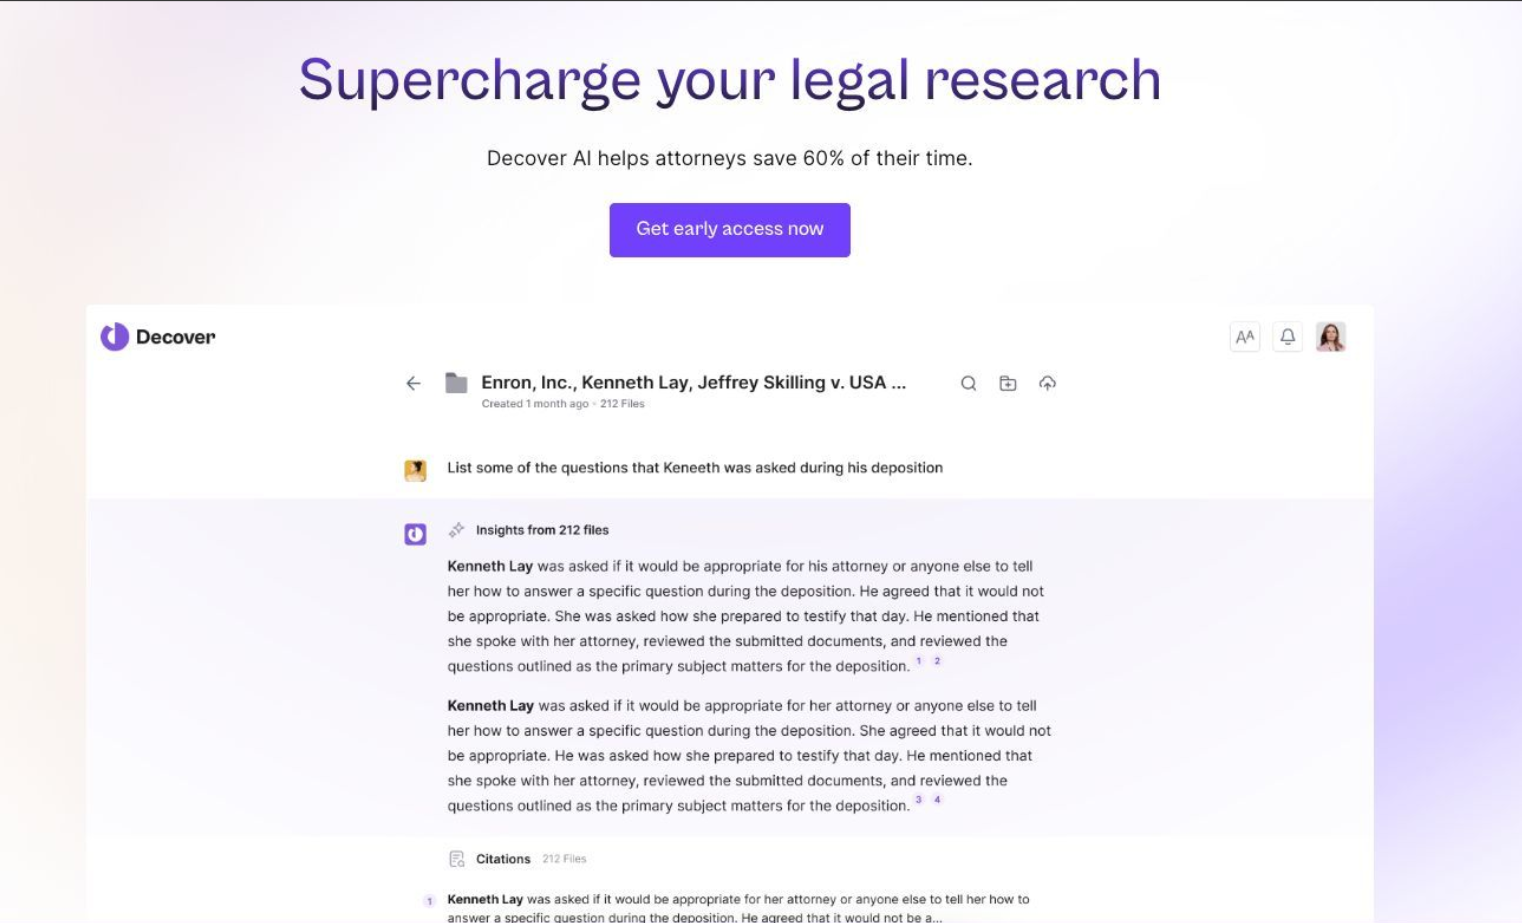 Supercharge your legal research
Decover AI helps attorneys save 60% of their time.
Get early access now
Decover
AA
Enron, Inc., Kenneth Lay, Jeffrey Skilling v. USA ...
Created 1 month ago • 212 Files
List some of the questions that Keneeth was asked during his deposition
Insights from 212 files
Kenneth Lay was asked if it would be appropriate for his attorney or anyone else to tell
her how to answer a specific question during the deposition. He agreed that it would not
be appropriate. She was asked how she prepared to testify that day. He mentioned that
she spoke with her attorney, reviewed the submitted documents, and reviewed the
questions outlined as the primary subject matters for the deposition. 1 2
Kenneth Lay was asked if it would be appropriate for her attorney or anyone else to tell
her how to answer a specific question during the deposition. She agreed that it would not
be appropriate. He was asked how she prepared to testify that day. He mentioned that
she spoke with her attorney, reviewed the submitted documents, and reviewed the
questions outlined as the primary subject matters for the deposition. 3 4
Citations 212 Files
1 Kenneth Lay was asked if it would be appropriate for her attorney or anyone else to tell her how to
answer a specific question during the deposition. He agreed that it would not be a...